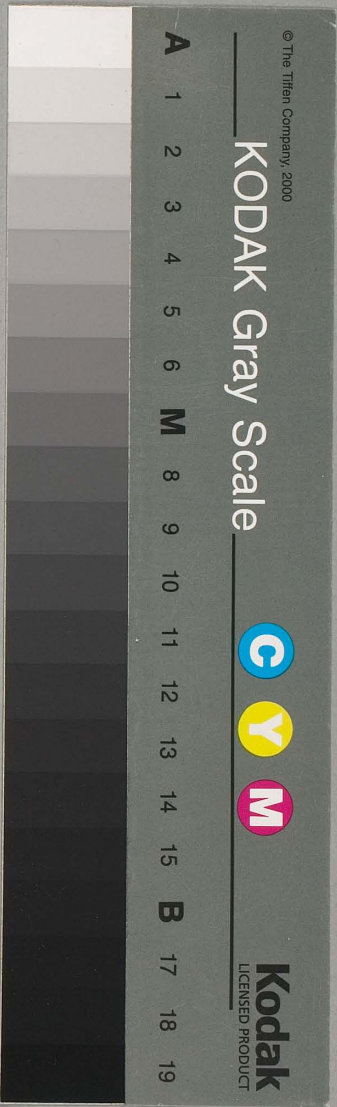 © The Tiffen Company, 2000
KODAK Gray Scale
C Y M
Kodak
LICENSED PRODUCT
A 1 2 3 4 5 6 M 8 9 10 11 12 13 14 15 B 17 18 19